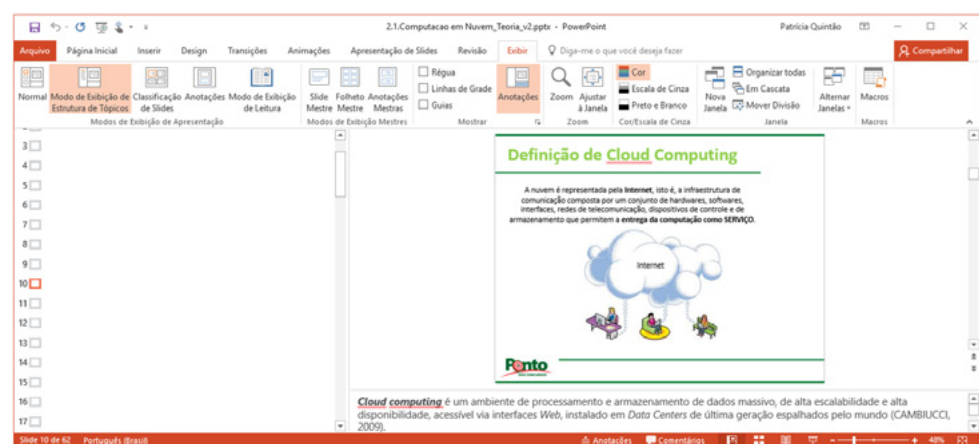 2.1.Computacao em Nuvem_Teoria_v2.pptx - PowerPoint
Patrícia Quintão
Arquivo Página Inicial Inserir Design Transições Animações Apresentação de Slides Revisão Exibir Diga-me o que você deseja fazer Compartilhar
Normal
Modo de Exibição de Estrutura de Tópicos
Classificação de Slides
Anotações
Modo de Exibição de Leitura
Modos de Exibição de Apresentação
Slide Mestre
Folheto Mestre
Anotações Mestras
Modos de Exibição Mestres
Régua
Linhas de Grade
Guias
Mostrar
Anotações
Zoom
Ajustar à Janela
Zoom
Cor
Escala de Cinza
Preto e Branco
Cor/Escala de Cinza
Nova Janela
Organizar todas
Em Cascata
Mover Divisão
Alternar Janelas
Janela
Macros
Macros
3
4
5
6
7
8
9
10
11
12
13
14
15
16
17
Definição de Cloud Computing
A nuvem é representada pela Internet, isto é, a infraestrutura de
comunicação composta por um conjunto de hardwares, softwares,
interfaces, redes de telecomunicação, dispositivos de controle e de
armazenamento que permitem a entrega da computação como SERVIÇO.
Internet
Ponto
Cloud computing é um ambiente de processamento e armazenamento de dados massivo, de alta escalabilidade e alta
disponibilidade, acessível via interfaces Web, instalado em Data Centers de última geração espalhados pelo mundo (CAMBIUCCI,
2009).
Slide 10 de 62 Português (Brasil) Anotações Comentários 48%